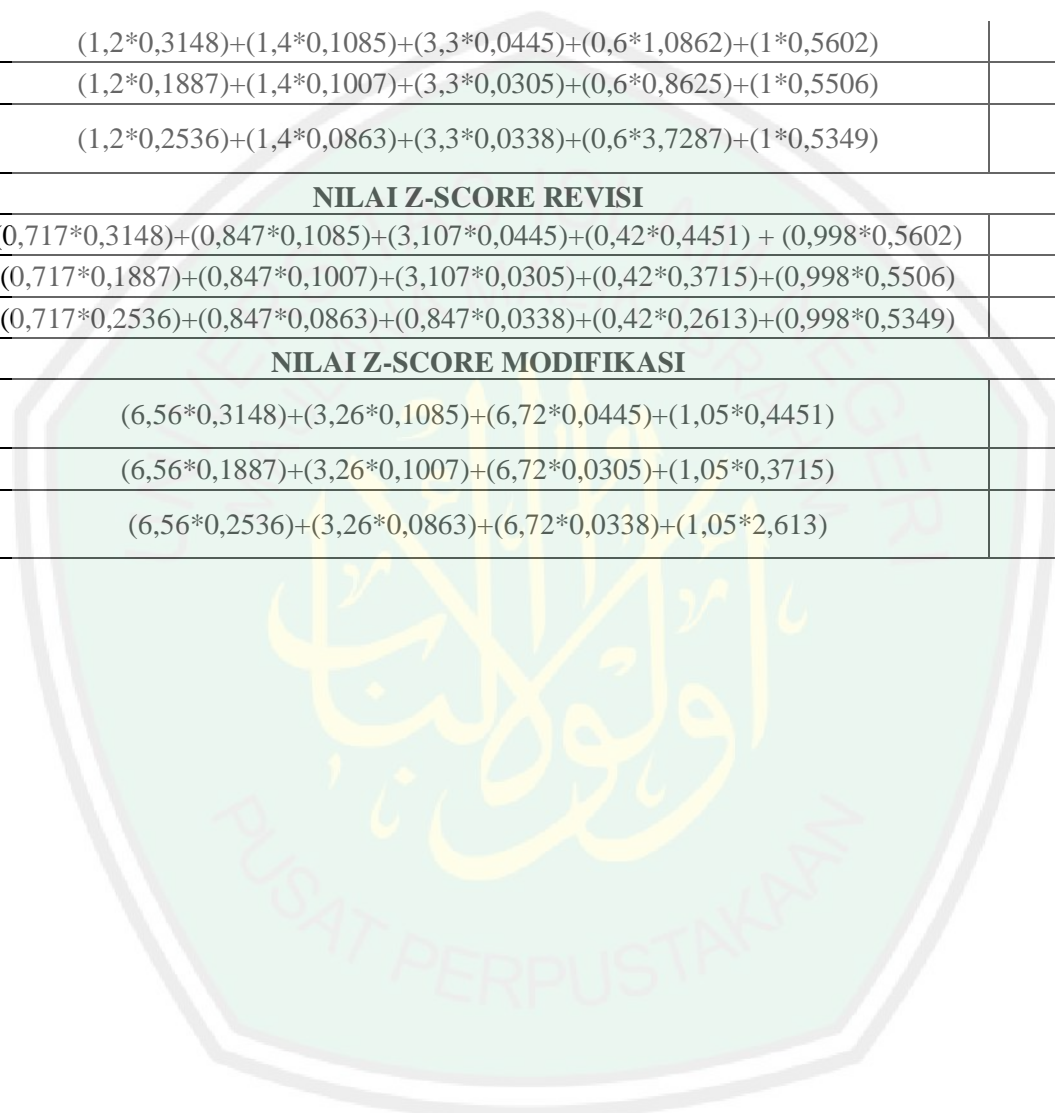 (1,2*0,3148)+(1,4*0,1085)+(3,3*0,0445)+(0,6*1,0862)+(1*0,5602)
(1,2*0,1887)+(1,4*0,1007)+(3,3*0,0305)+(0,6*0,8625)+(1*0,5506)
(1,2*0,2536)+(1,4*0,0863)+(3,3*0,0338)+(0,6*3,7287)+(1*0,5349)
NILAI Z-SCORE REVISI
(0,717*0,3148)+(0,847*0,1085)+(3,107*0,0445)+(0,42*0,4451) + (0,998*0,5602)
(0,717*0,1887)+(0,847*0,1007)+(3,107*0,0305)+(0,42*0,3715)+(0,998*0,5506)
(0,717*0,2536)+(0,847*0,0863)+(0,847*0,0338)+(0,42*0,2613)+(0,998*0,5349)
NILAI Z-SCORE MODIFIKASI
(6,56*0,3148)+(3,26*0,1085)+(6,72*0,0445)+(1,05*0,4451)
(6,56*0,1887)+(3,26*0,1007)+(6,72*0,0305)+(1,05*0,3715)
(6,56*0,2536)+(3,26*0,0863)+(6,72*0,0338)+(1,05*2,613)
PUSAT PERPUSTAKAAN